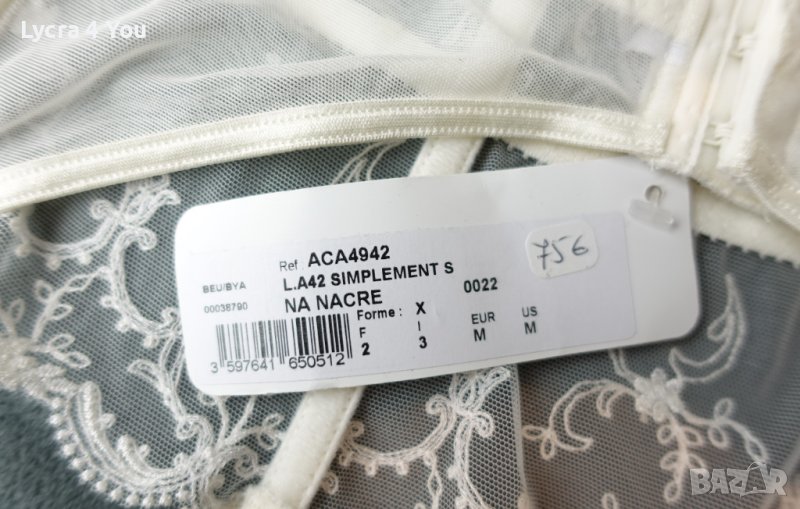 Lycra 4 You
Ref. ACA4942
756
BEU/BYA L.A42 SIMPLEMENT S
00038790 NA NACRE 0022
Forme : X EUR US
F I M M
2 3
3 597641 650512
BAZAR